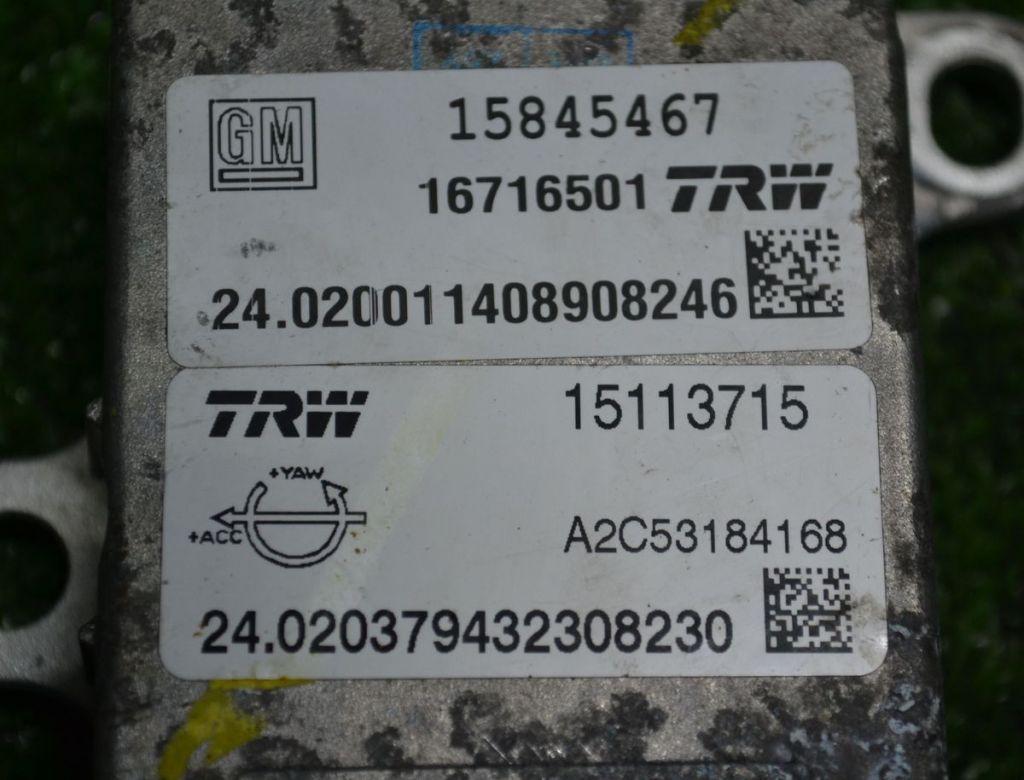 GM 15845467
16716501 TRW
24.020011408908246
TRW 15113715
+YAW
+ACC
A2C53184168
24.020379432308230